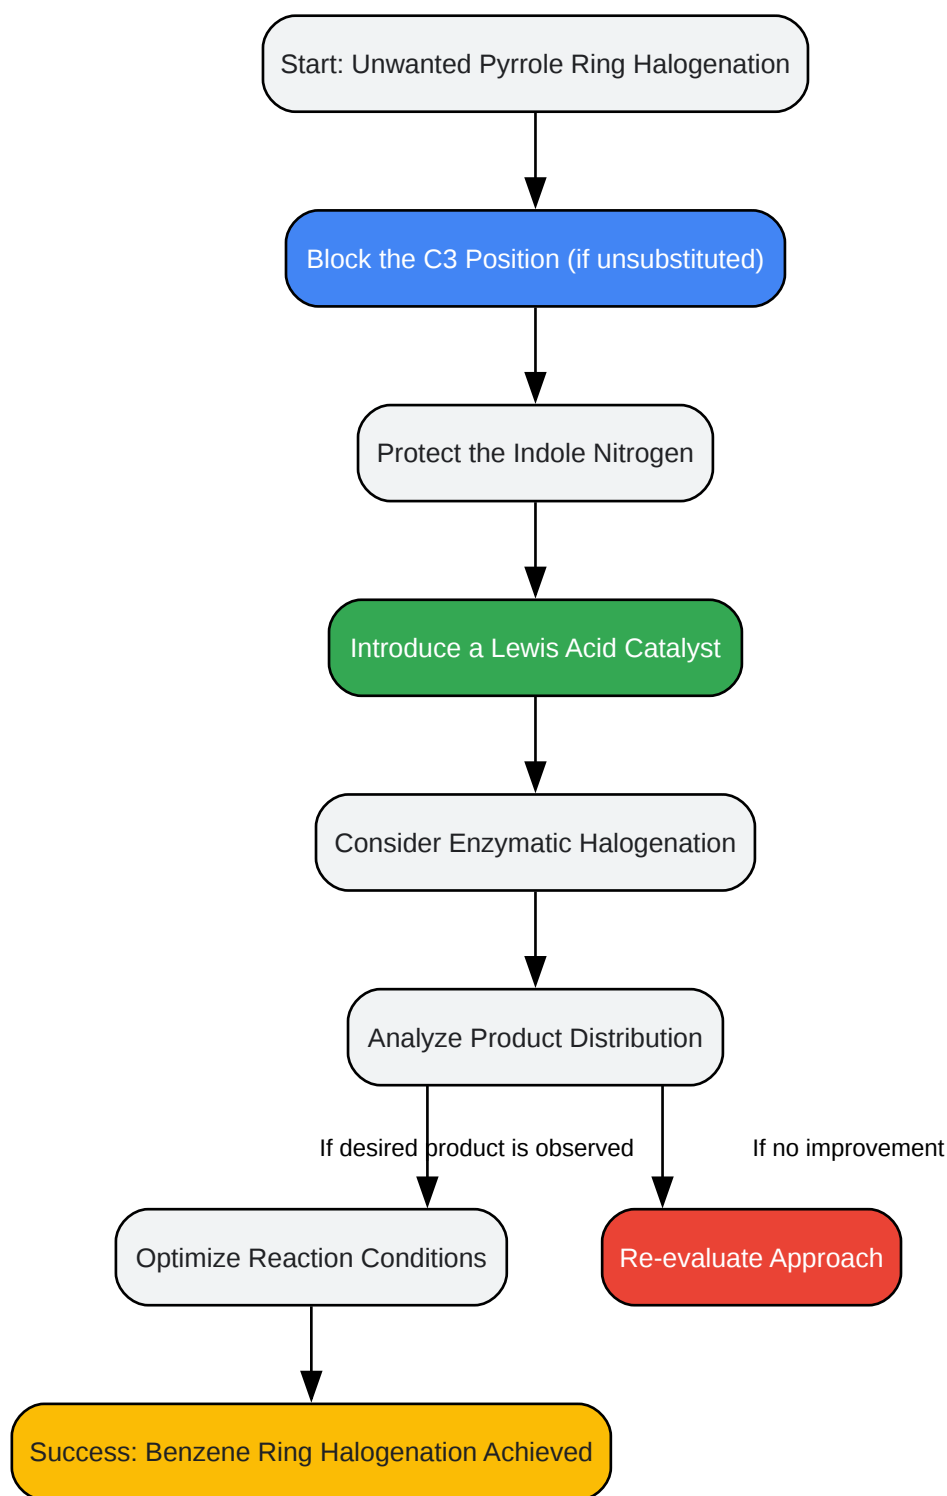 Start: Unwanted Pyrrole Ring Halogenation
Block the C3 Position (if unsubstituted)
Protect the Indole Nitrogen
Introduce a Lewis Acid Catalyst
Consider Enzymatic Halogenation
Analyze Product Distribution
If desired product is observed
If no improvement
Optimize Reaction Conditions
Re-evaluate Approach
Success: Benzene Ring Halogenation Achieved